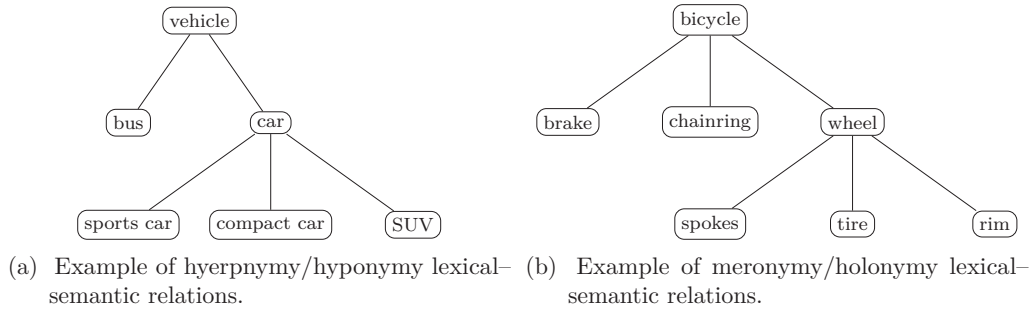 vehicle
bus
car
sports car
compact car
SUV
(a) Example of hyerpnymy/hyponymy lexical–
semantic relations.
bicycle
brake
chainring
wheel
spokes
tire
rim
(b) Example of meronymy/holonymy lexical–
semantic relations.